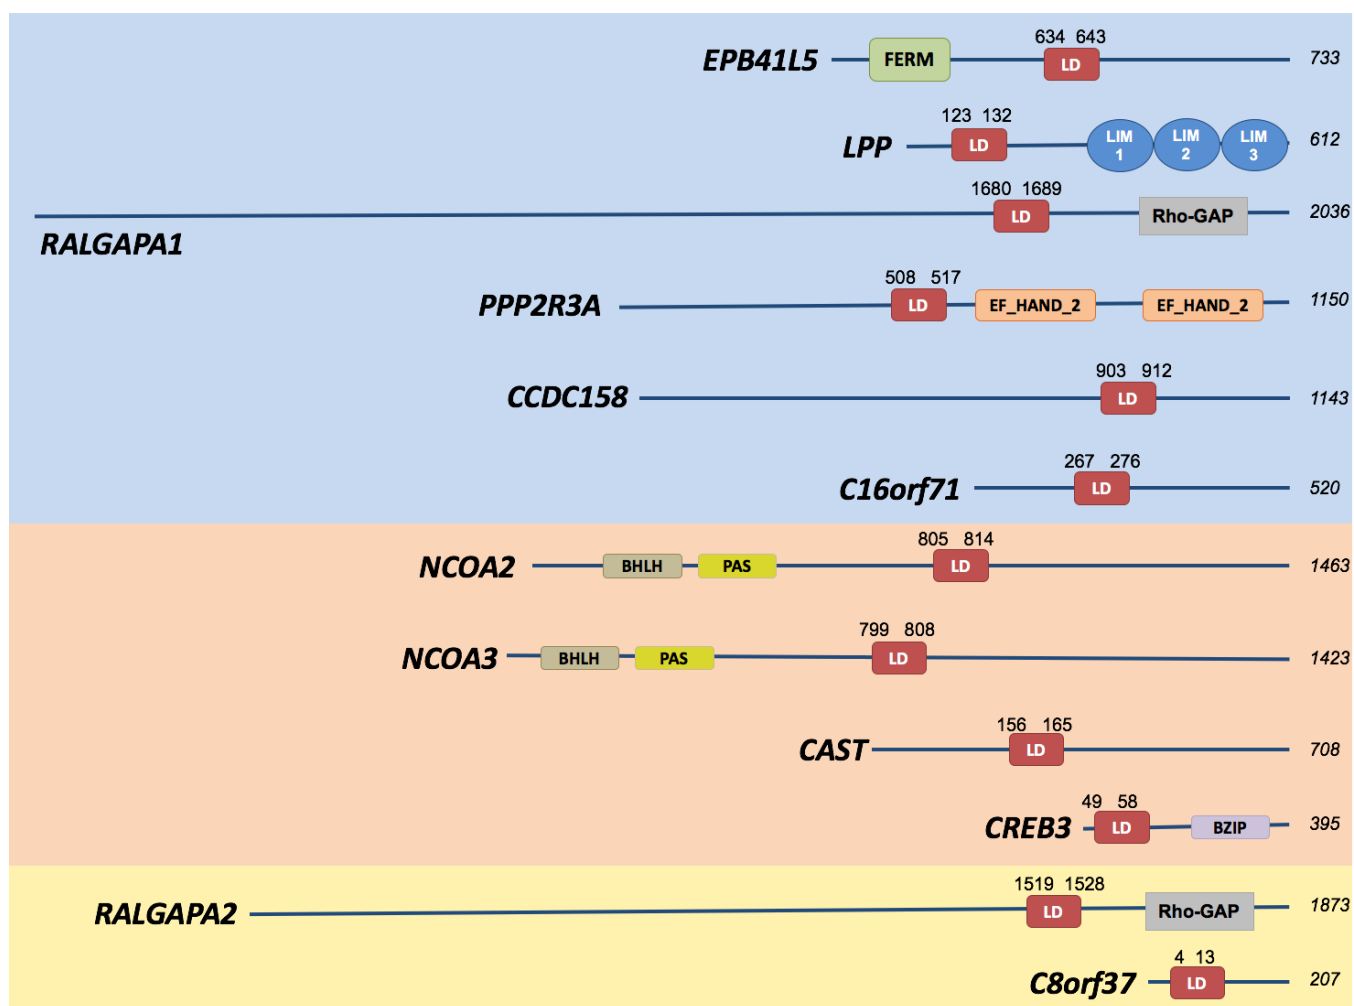 634 643
EPB41L5 FERM LD 733
123 132
LPP LD LIM 1 LIM 2 LIM 3 612
1680 1689
LD Rho-GAP 2036
RALGAPA1
508 517
PPP2R3A LD EF_HAND_2 EF_HAND_2 1150
903 912
CCDC158 LD 1143
267 276
C16orf71 LD 520
805 814
NCOA2 BHLH PAS LD 1463
799 808
NCOA3 BHLH PAS LD 1423
156 165
CAST LD 708
49 58
CREB3 LD BZIP 395
1519 1528
RALGAPA2 LD Rho-GAP 1873
4 13
C8orf37 LD 207